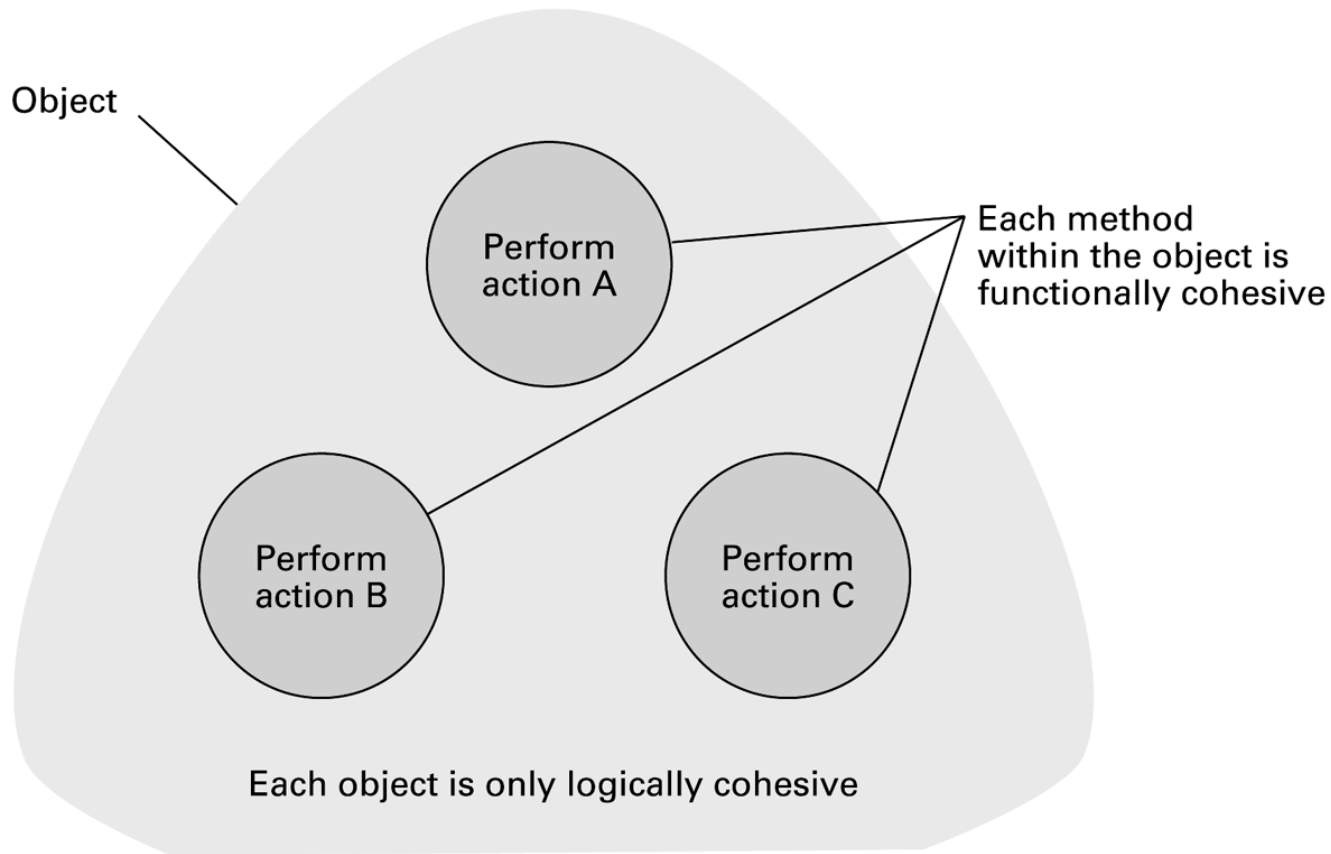 Object
Each method
within the object is
functionally cohesive
Perform
action A
Perform
action B
Perform
action C
Each object is only logically cohesive